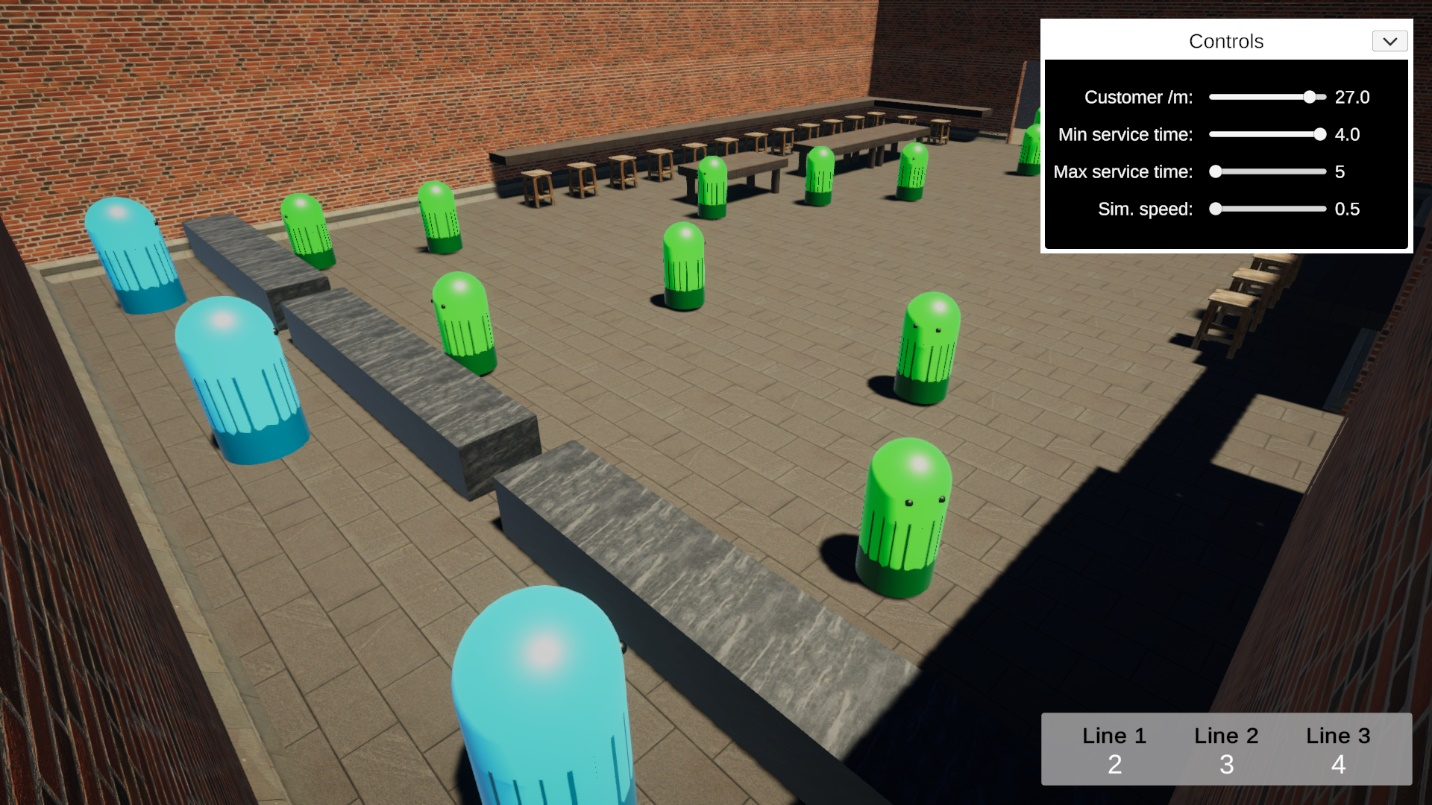 Controls
Customer /m: 27.0
Min service time: 4.0
Max service time: 5
Sim. speed: 0.5
Line 1 Line 2 Line 3
2 3 4